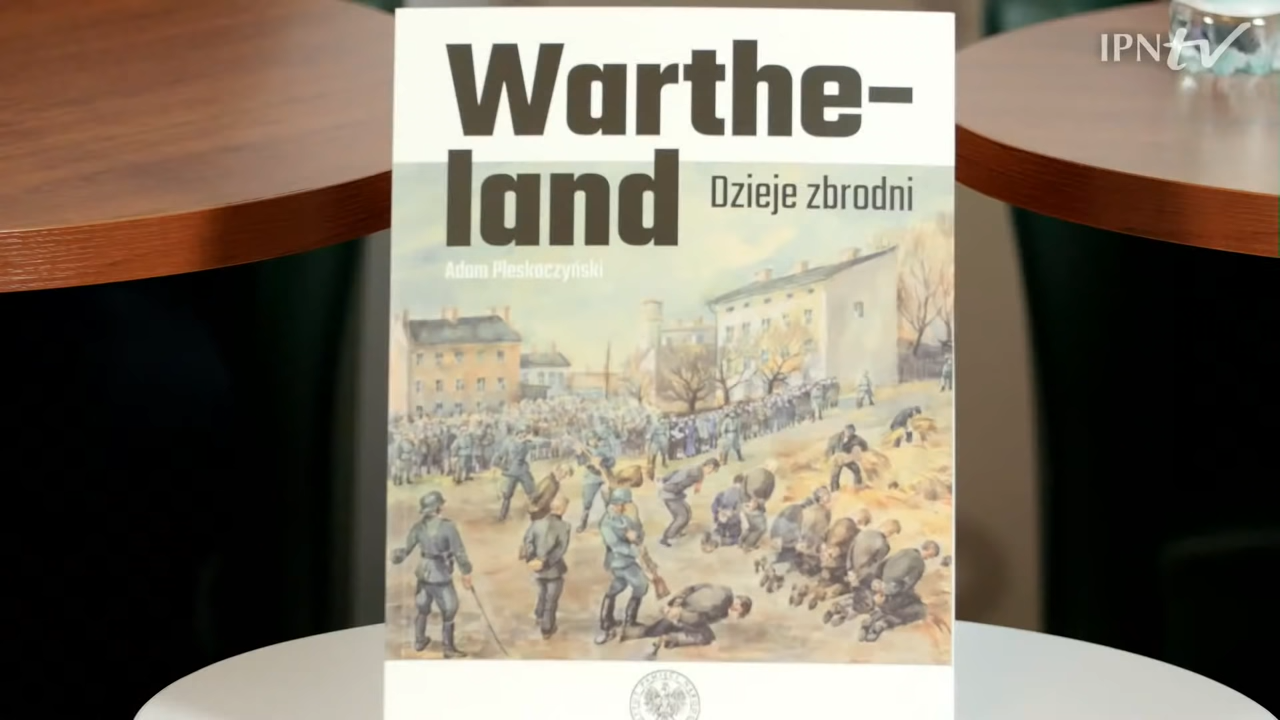 IPNtv
Warthe-
land
Dzieje zbrodni
Adam Pleskaczyński